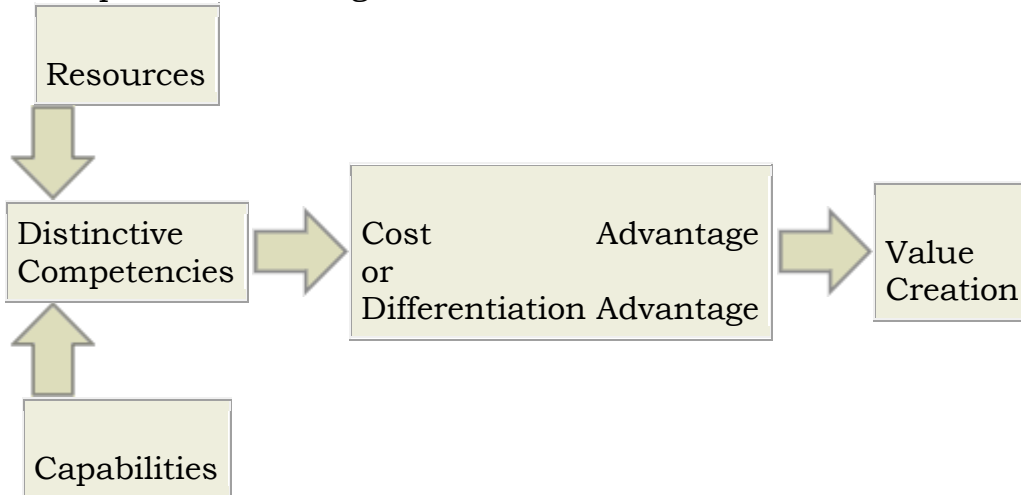 Resources
Distinctive
Competencies
Cost Advantage
or
Differentiation Advantage
Value
Creation
Capabilities